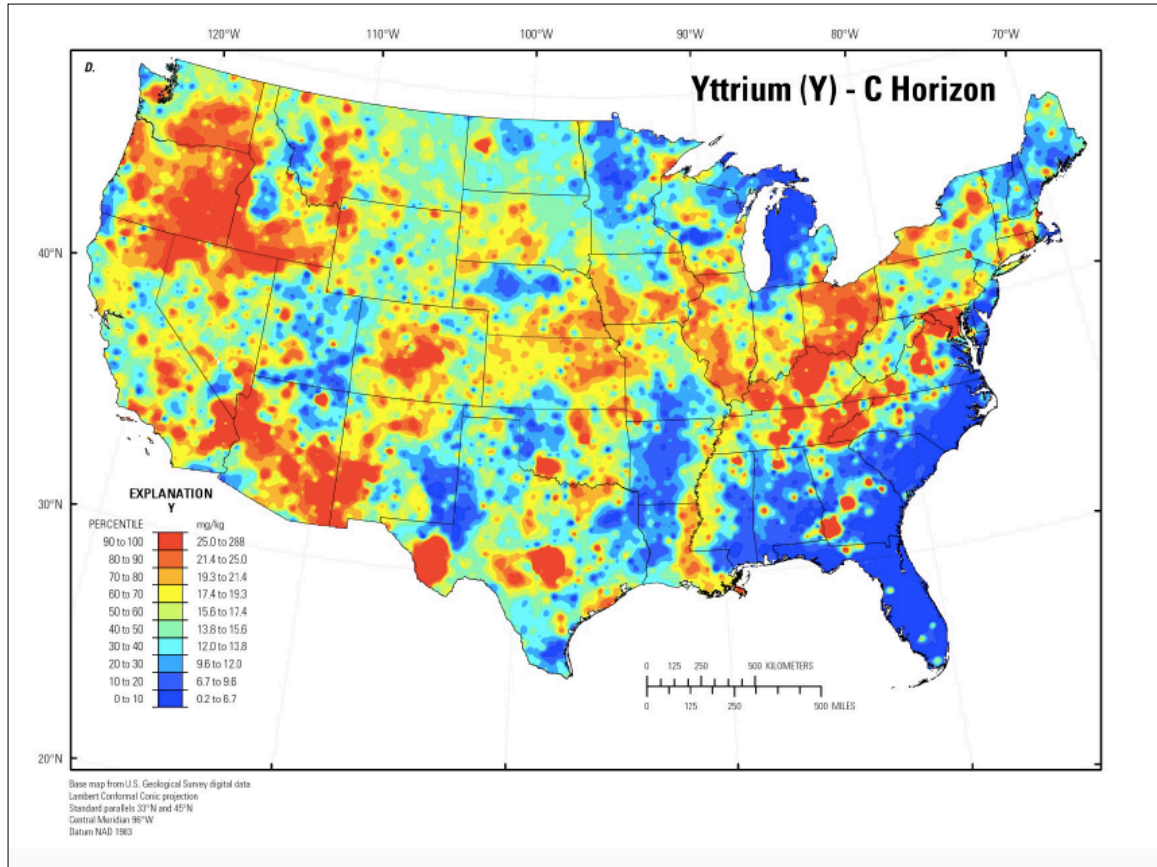 120°W 110°W 100°W 90°W 80°W 70°W
D.
Yttrium (Y) - C Horizon
40°N 40°N
30°N 30°N
20°N
EXPLANATION
Y
PERCENTILE mg/kg
90 to 100 25.0 to 288
80 to 90 21.4 to 25.0
70 to 80 19.3 to 21.4
60 to 70 17.4 to 19.3
50 to 60 15.6 to 17.4
40 to 50 13.8 to 15.6
30 to 40 12.0 to 13.8
20 to 30 9.6 to 12.0
10 to 20 6.7 to 9.6
0 to 10 0.2 to 6.7
0 125 250 500 KILOMETERS
0 125 250 500 MILES
Base map from U.S. Geological Survey digital data
Lambert Conformal Conic projection
Standard parallels 33°N and 45°N
Central Meridian 96°W
Datum NAD 1983